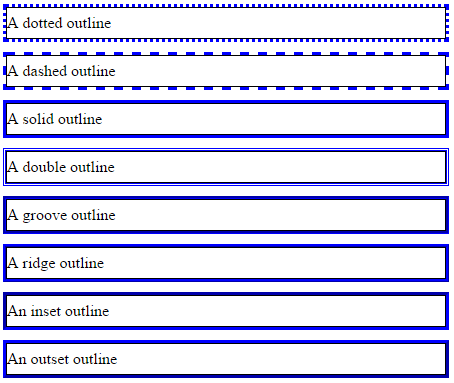 A dotted outline
A dashed outline
A solid outline
A double outline
A groove outline
A ridge outline
An inset outline
An outset outline